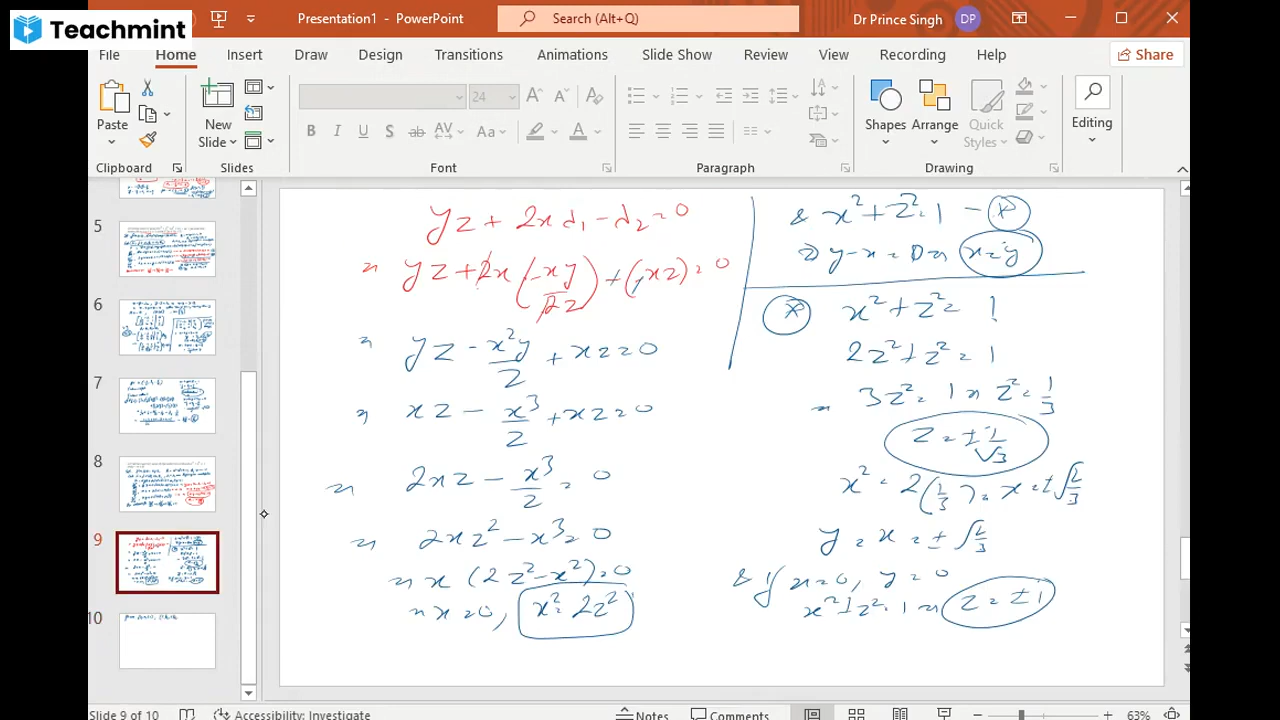 Teachmint
Presentation1 - PowerPoint
Search (Alt+Q)
Dr Prince Singh
DP
File
Home
Insert
Draw
Design
Transitions
Animations
Slide Show
Review
View
Recording
Help
Share
Paste
New
Slide
24
Shapes
Arrange
Quick
Styles
Editing
Clipboard
Slides
Font
Paragraph
Drawing
5
6
7
8
9
10
yz + 2xλ₁ - λ₂ = 0
yz + 2x (-xy/2z) + (xz) = 0
yz - x²y/2 + xz = 0
xz - x³/2 + xz = 0
2xz - x³/2 = 0
2xz² - x³ = 0
x (2z² - x²) = 0
x = 0, x² = 2z²
& x² + z² = 1 - *
⇒ y - x = 0 ⇒ x = y
* x² + z² = 1
2z² + z² = 1
3z² = 1 ⇒ z² = 1/3
z = ± 1/√3
x² = 2(1/3) = x = ± √2/3
y = x = ± √2/3
& if x = 0, y = 0
x² + z² = 1 ⇒ z = ±1
Slide 9 of 10
Accessibility: Investigate
Notes
Comments
63%